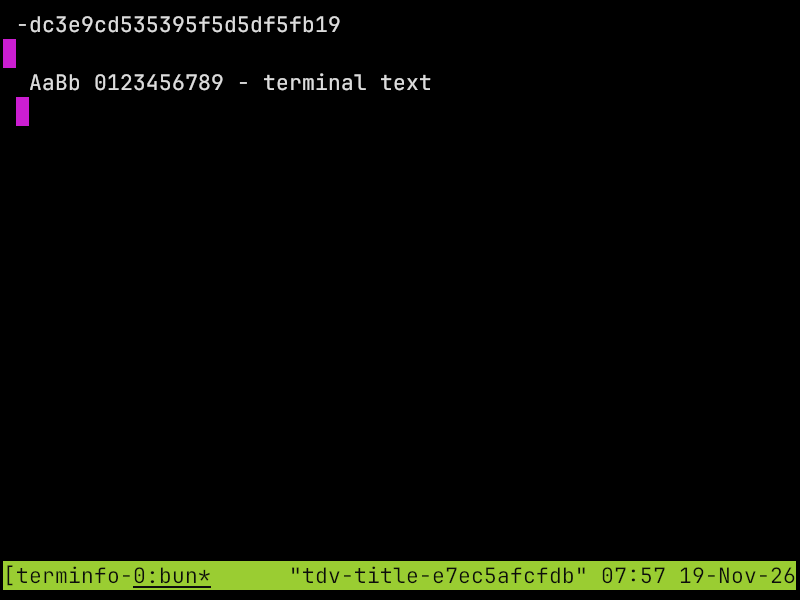 -dc3e9cd535395f5d5df5fb19
AaBb 0123456789 - terminal text
[terminfo-0:bun* "tdv-title-e7ec5afcfdb" 07:57 19-Nov-26